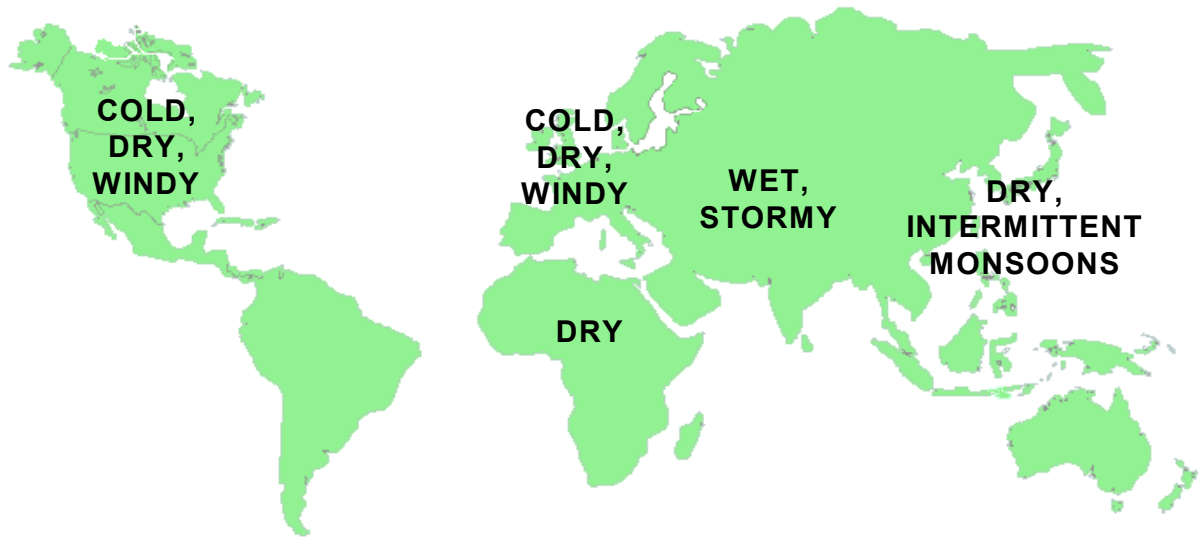 COLD,
DRY,
WINDY
COLD,
DRY,
WINDY
WET,
STORMY
DRY,
INTERMITTENT
MONSOONS
DRY